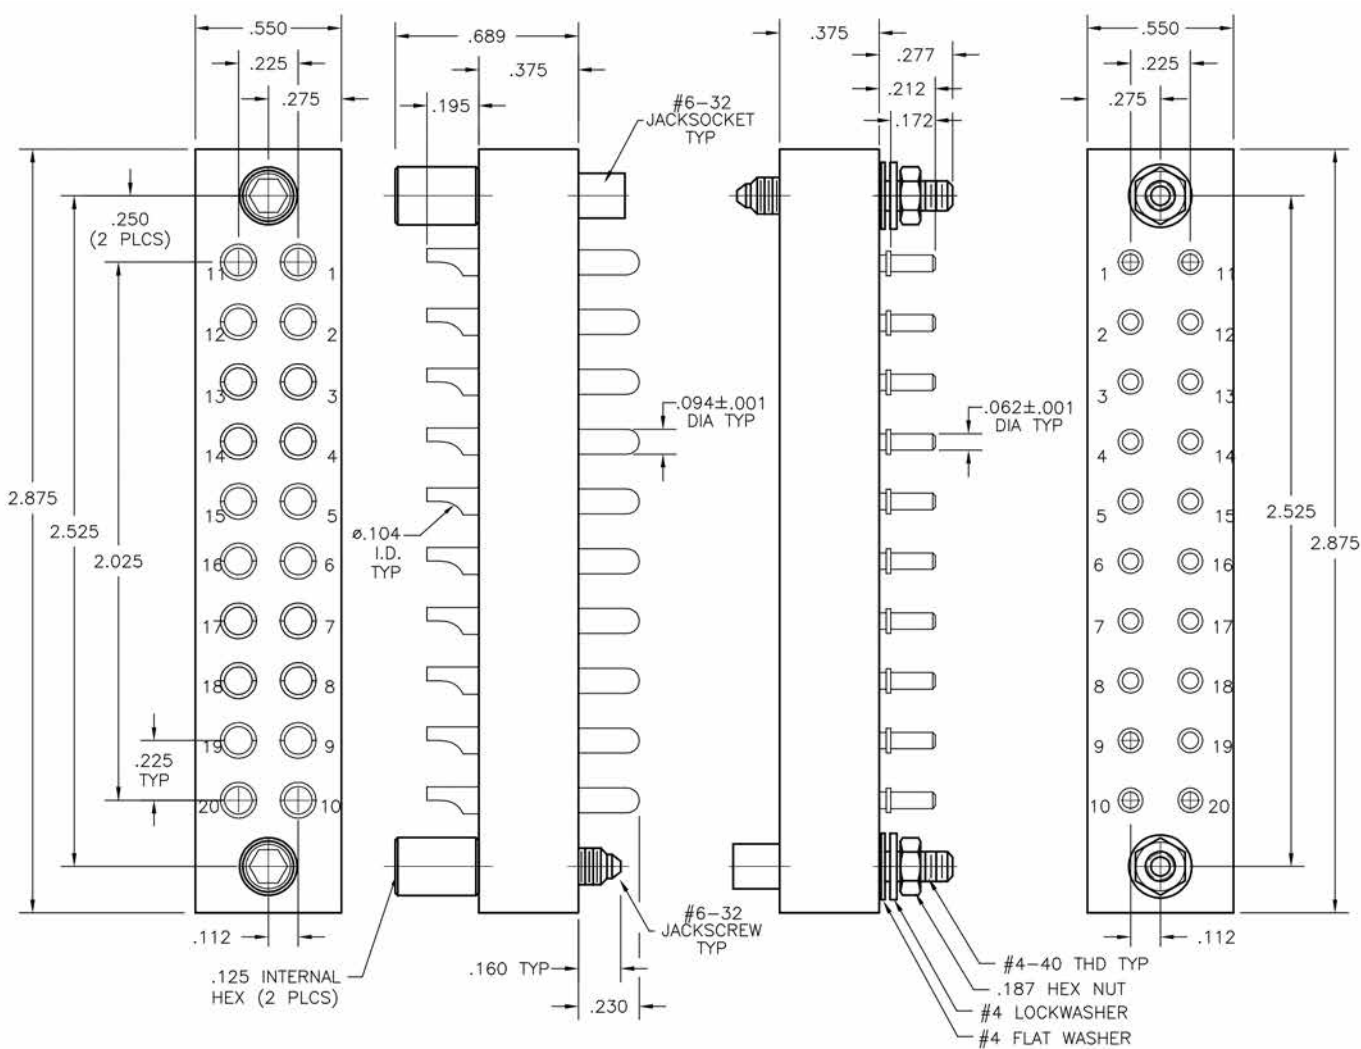 .550
.225
.275
.689
.375
.195
#6-32
JACKSOCKET
TYP
.375
.277
.212
.172
.550
.225
.275
.250
(2 PLCS)
11 1
12 2
13 3
14 4
15 5
16 6
17 7
18 8
19 9
20 10
2.875
2.525
2.025
.225
TYP
.112
.125 INTERNAL
HEX (2 PLCS)
.094±.001
DIA TYP
ø.104
I.D.
TYP
#6-32
JACKSCREW
TYP
.160 TYP
.230
.062±.001
DIA TYP
#4-40 THD TYP
.187 HEX NUT
#4 LOCKWASHER
#4 FLAT WASHER
1 11
2 12
3 13
4 14
5 15
6 16
7 17
8 18
9 19
10 20
2.525
2.875
.112